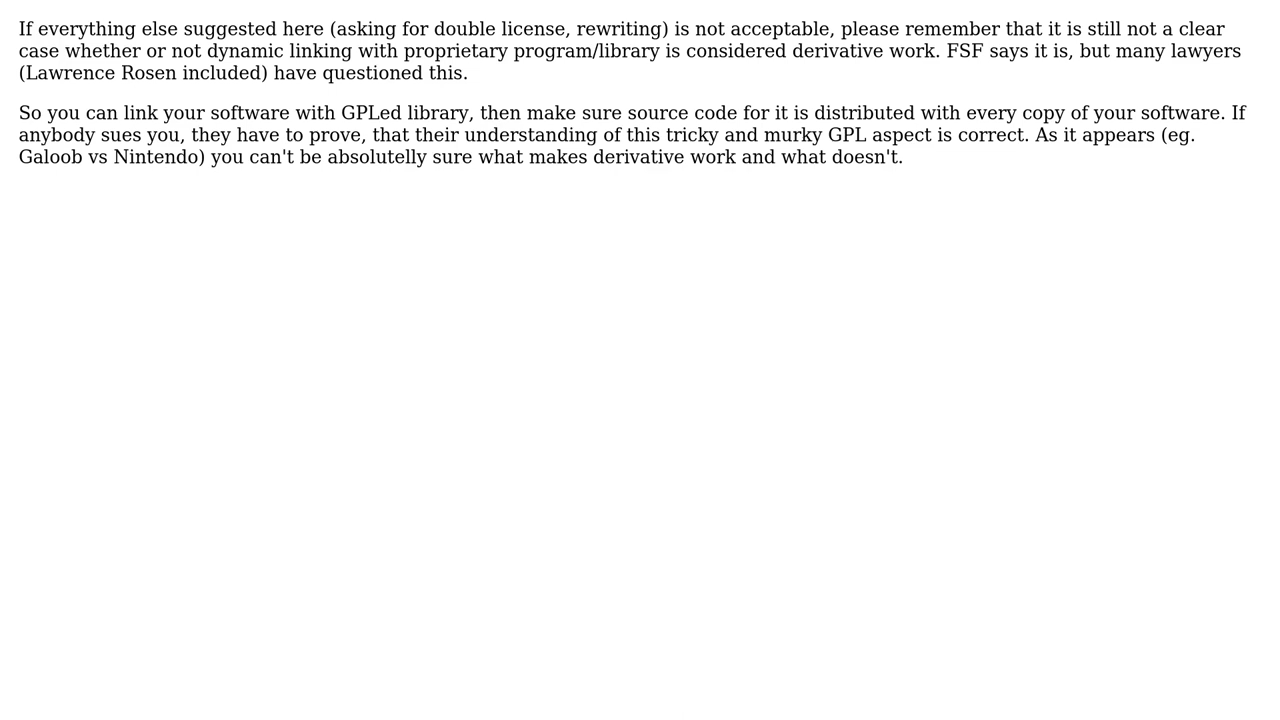 If everything else suggested here (asking for double license, rewriting) is not acceptable, please remember that it is still not a clear
case whether or not dynamic linking with proprietary program/library is considered derivative work. FSF says it is, but many lawyers
(Lawrence Rosen included) have questioned this.
So you can link your software with GPLed library, then make sure source code for it is distributed with every copy of your software. If
anybody sues you, they have to prove, that their understanding of this tricky and murky GPL aspect is correct. As it appears (eg.
Galoob vs Nintendo) you can't be absolutelly sure what makes derivative work and what doesn't.